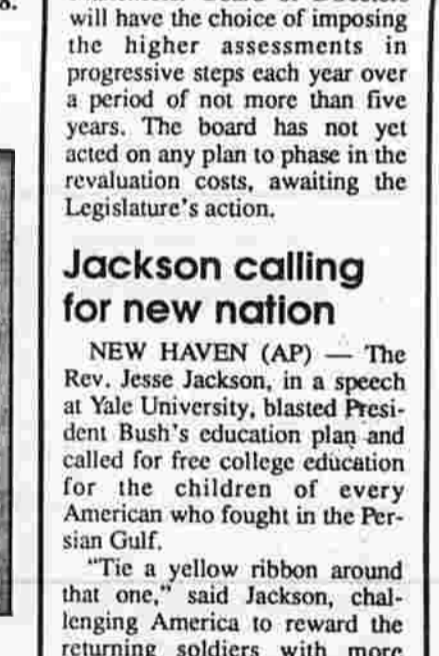 8.
will have the choice of imposing
the higher assessments in
progressive steps each year over
a period of not more than five
years. The board has not yet
acted on any plan to phase in the
revaluation costs, awaiting the
Legislature's action.
Jackson calling
for new nation
NEW HAVEN (AP) — The
Rev. Jesse Jackson, in a speech
at Yale University, blasted Presi-
dent Bush's education plan and
called for free college education
for the children of every
American who fought in the Per-
sian Gulf.
"Tie a yellow ribbon around
that one," said Jackson, chal-
lenging America to reward the
returning soldiers with more